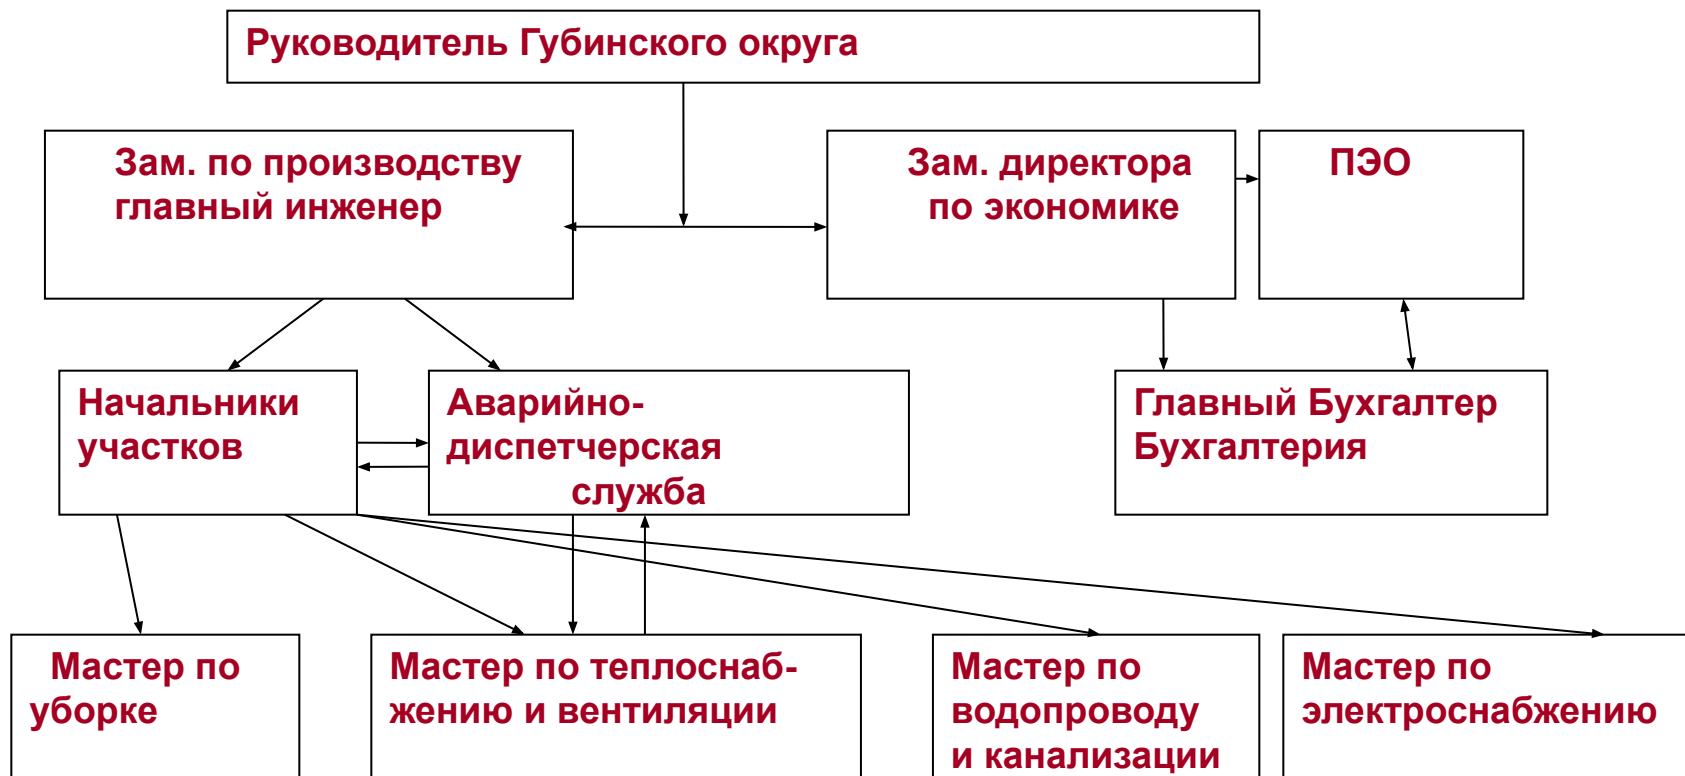 Руководитель Губинского округа
Зам. по производству
главный инженер
Зам. директора
по экономике
ПЭО
Начальники
участков
Аварийно-
диспетчерская
служба
Главный Бухгалтер
Бухгалтерия
Мастер по
уборке
Мастер по теплоснаб-
жению и вентиляции
Мастер по
водопроводу
и канализации
Мастер по
электроснабжению